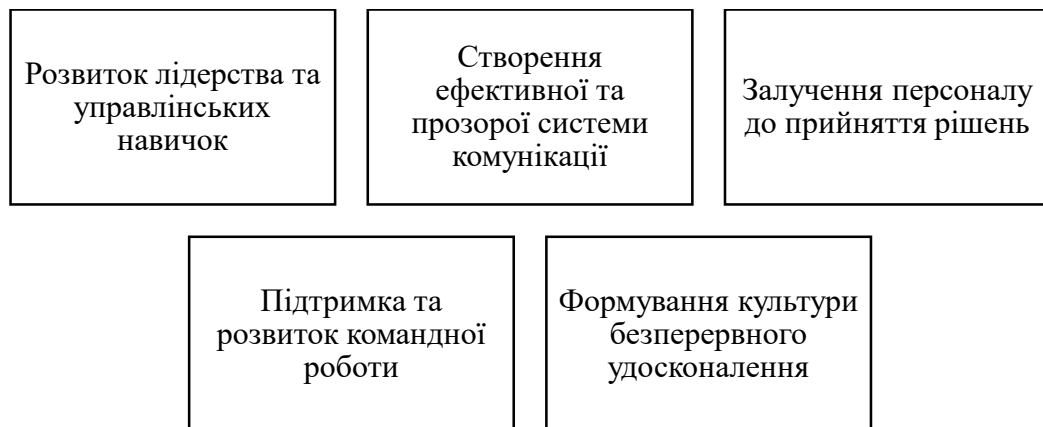 Розвиток лідерства та
управлінських
навичок
Створення
ефективної та
прозорої системи
комунікації
Залучення персоналу
до прийняття рішень
Підтримка та
розвиток командної
роботи
Формування культури
безперервного
удосконалення